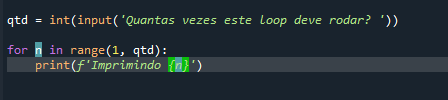 qtd = int(input('Quantas vezes este loop deve rodar? '))
for n in range(1, qtd):
    print(f'Imprimindo {n}')